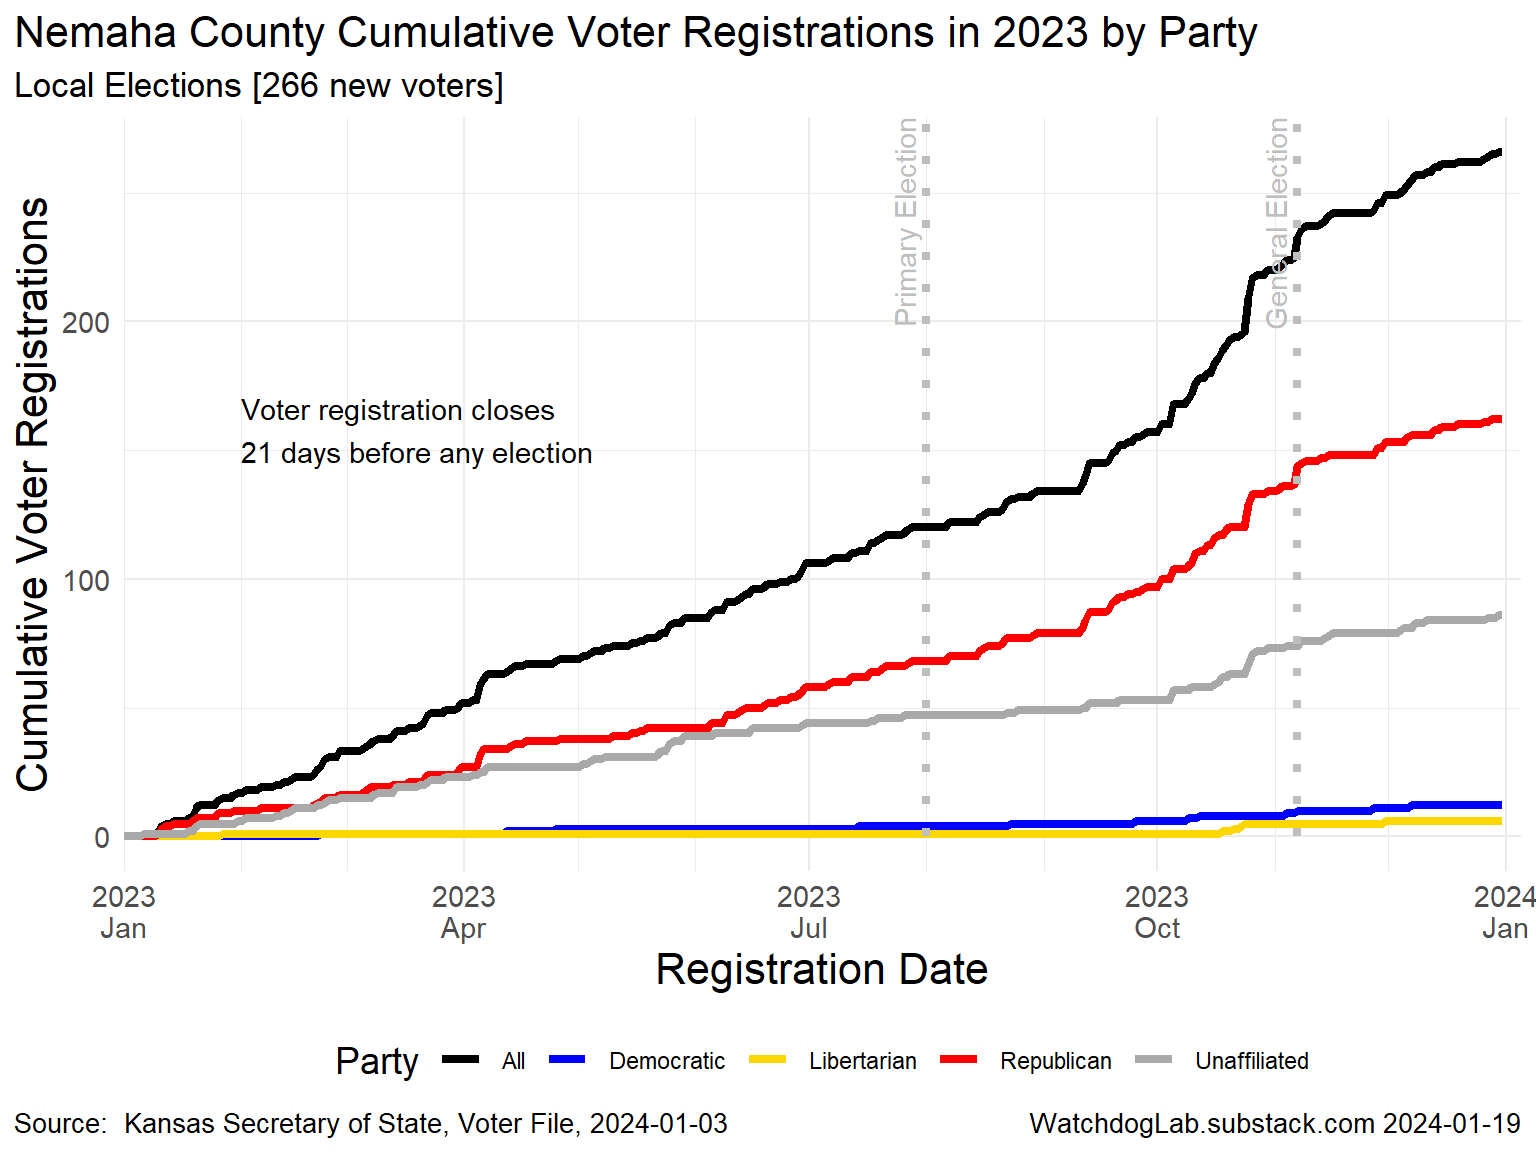 Nemaha County Cumulative Voter Registrations in 2023 by Party
Local Elections [266 new voters]
Cumulative Voter Registrations
200
100
0
Primary Election
General Election
Voter registration closes
21 days before any election
2023
Jan
2023
Apr
2023
Jul
2023
Oct
2024
Jan
Registration Date
Party
All
Democratic
Libertarian
Republican
Unaffiliated
Source:  Kansas Secretary of State, Voter File, 2024-01-03
WatchdogLab.substack.com 2024-01-19